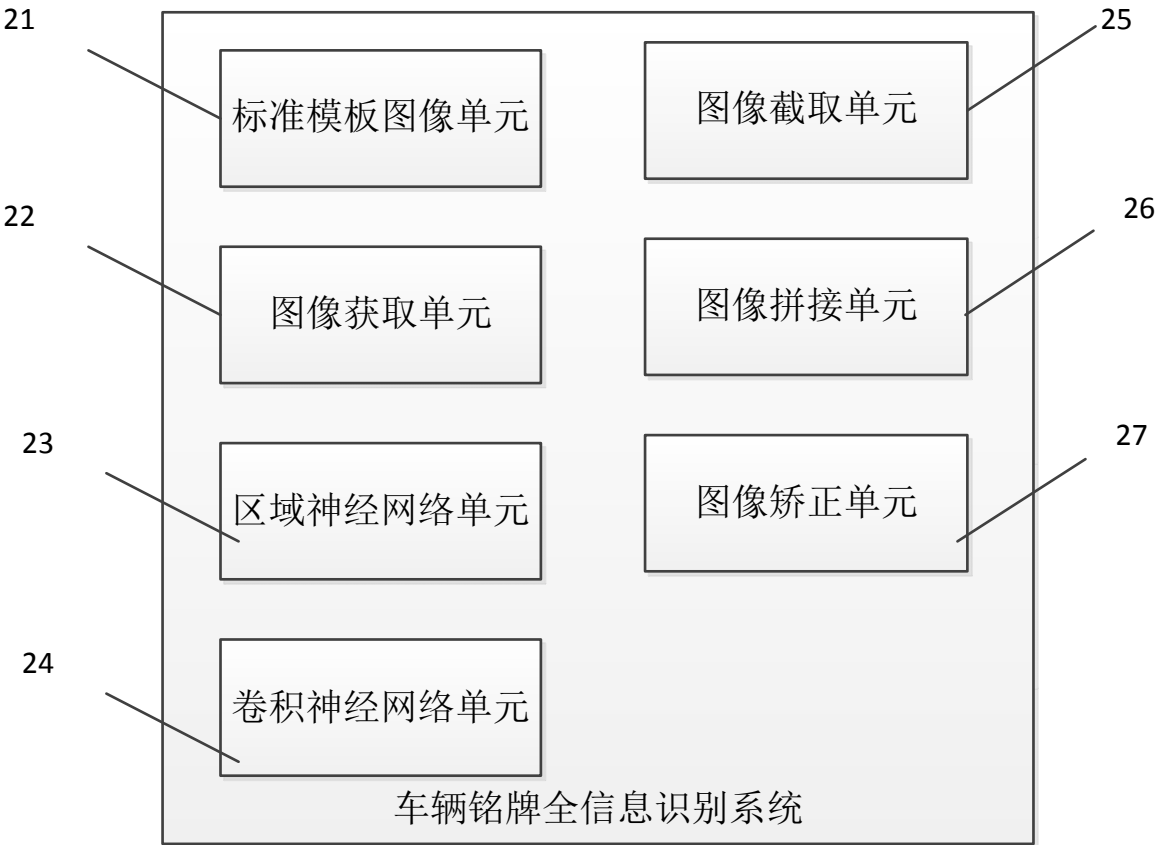 21
标准模板图像单元
22
图像获取单元
23
区域神经网络单元
24
卷积神经网络单元
25
图像截取单元
26
图像拼接单元
27
图像矫正单元
车辆铭牌全信息识别系统